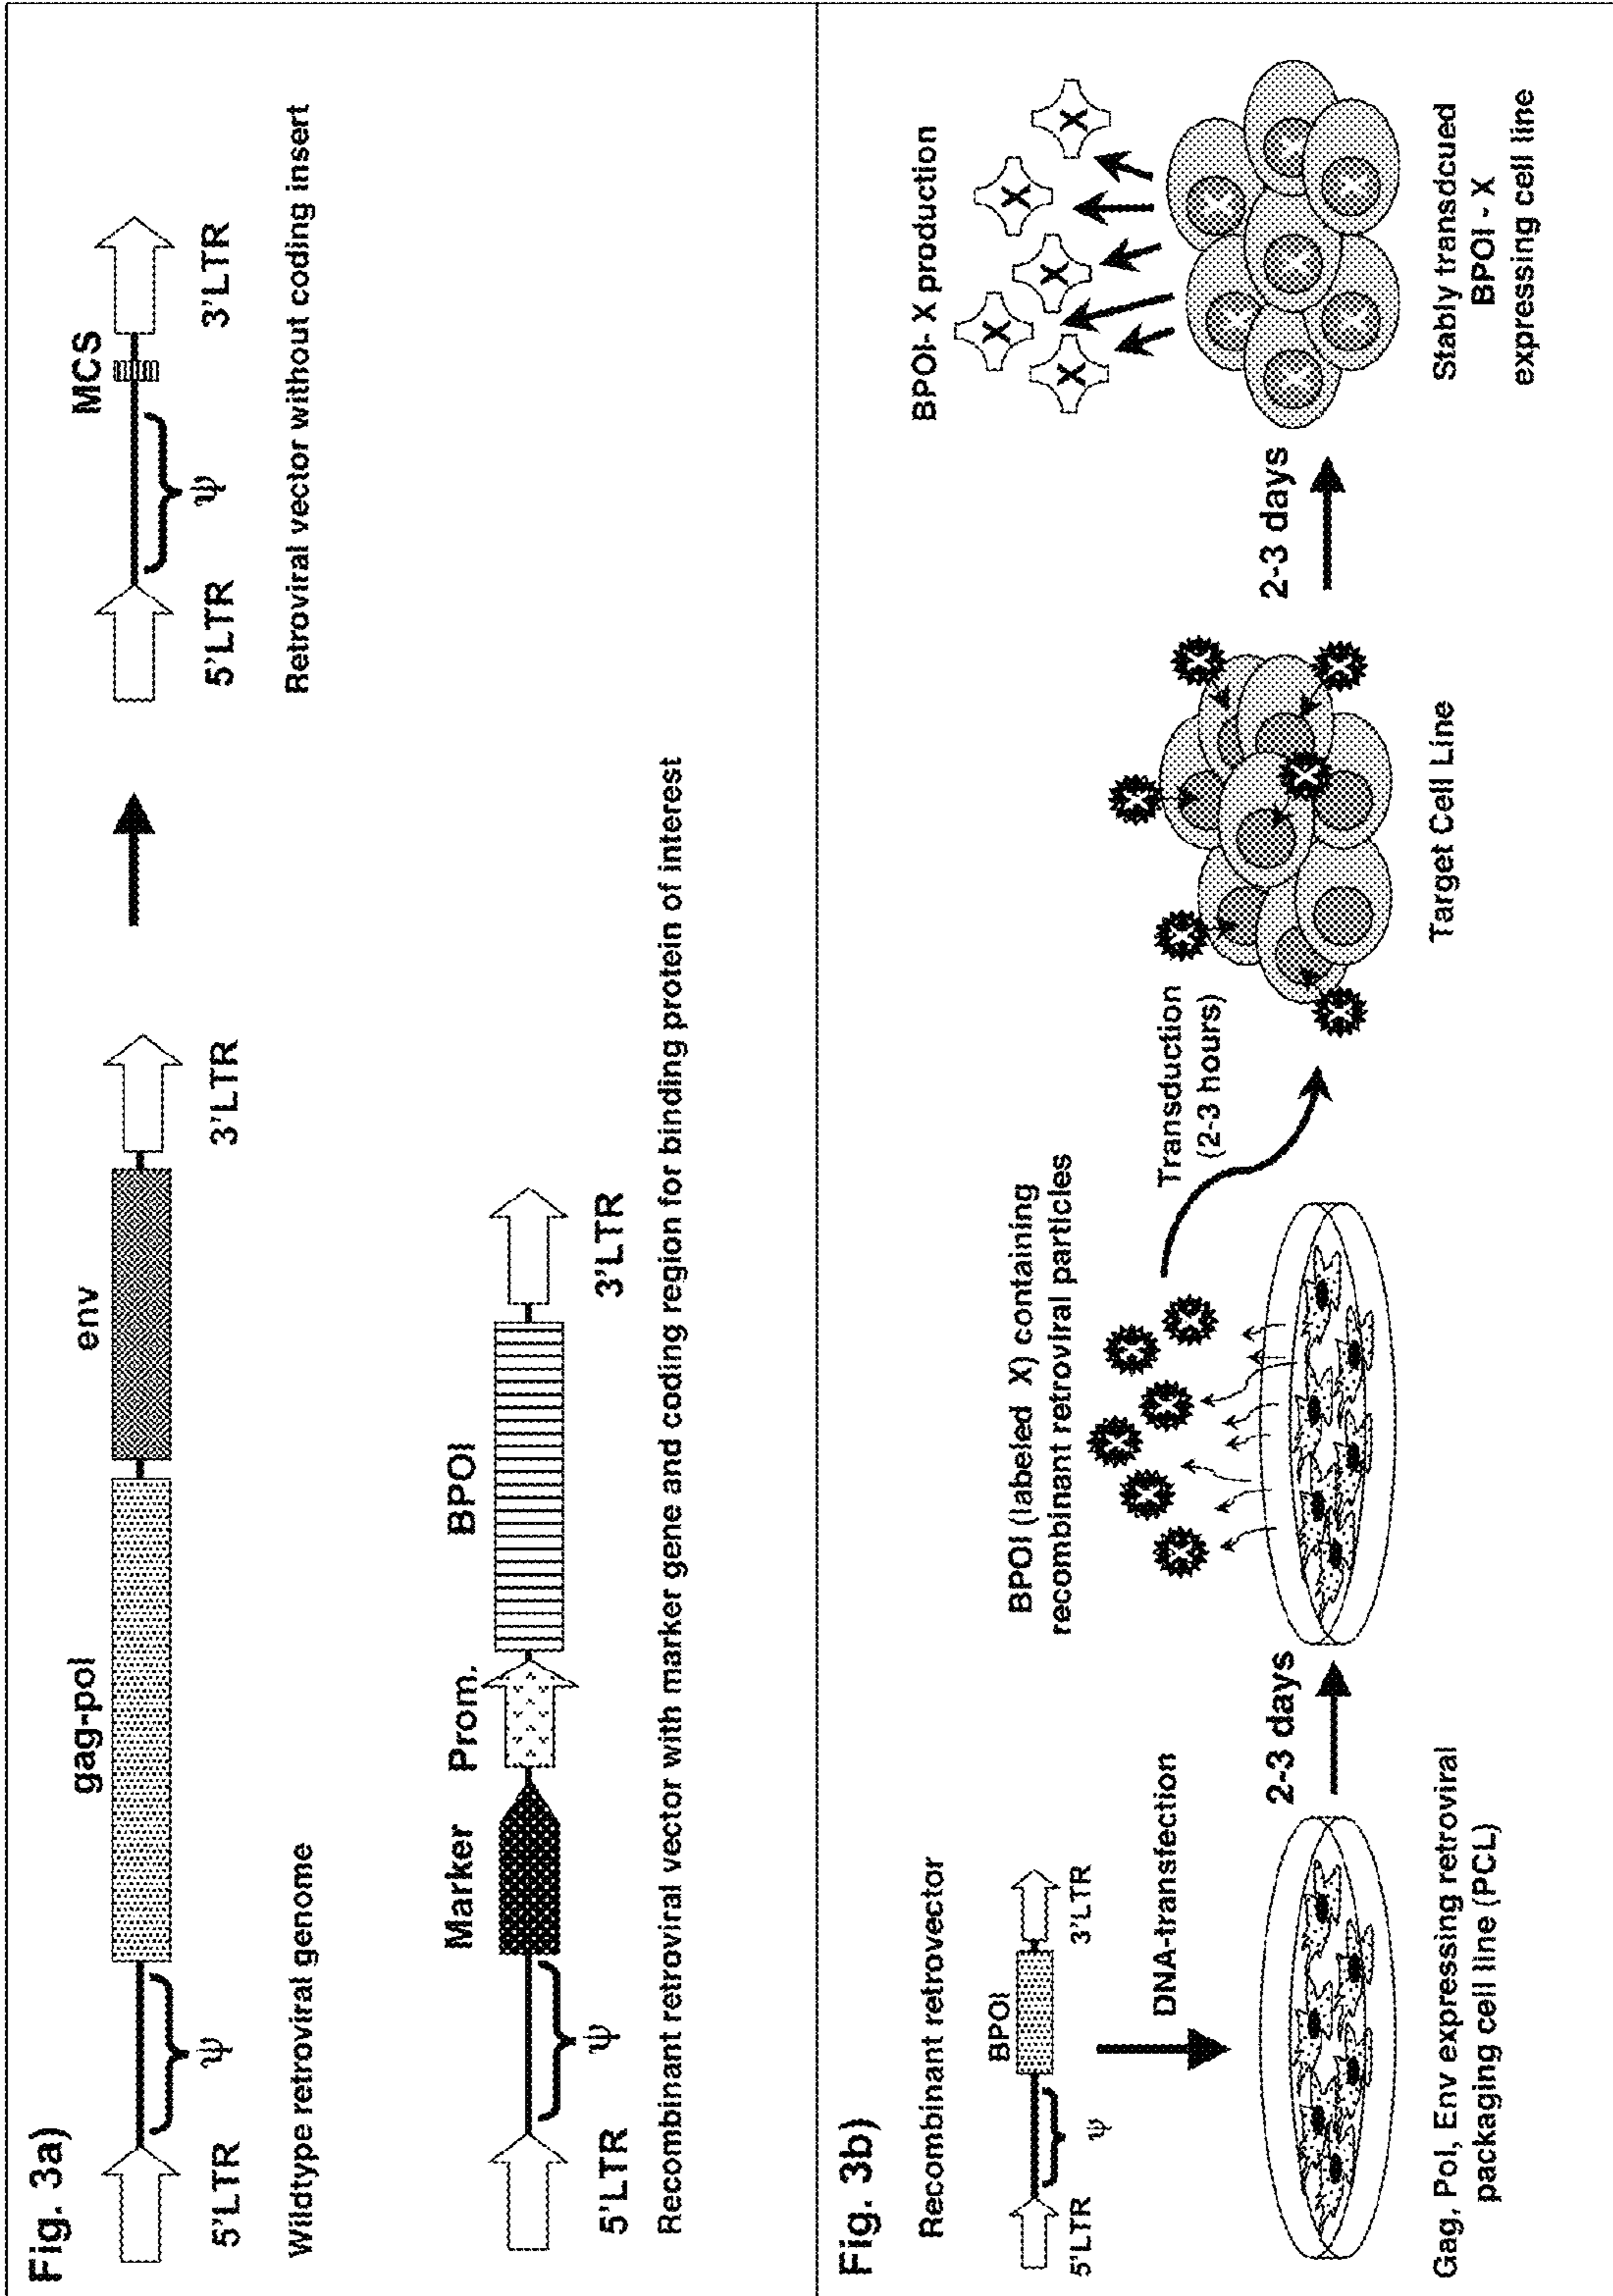 Fig. 3a)
gag-pol
env
MCS
5'LTR
ψ
3'LTR
5'LTR
ψ
3'LTR
Wildtype retroviral genome
Retroviral vector without coding insert
Marker
Prom.
BPOI
5'LTR
ψ
3'LTR
Recombinant retroviral vector with marker gene and coding region for binding protein of interest
Fig. 3b)
Recombinant retrovector
BPOI
5'LTR
ψ
3'LTR
DNA-transfection
Gag, Pol, Env expressing retroviral
packaging cell line (PCL)
2-3 days
BPOI (labeled X) containing
recombinant retroviral particles
X
X
X
X
X
X
Transduction
(2-3 hours)
X
X
X
X
X
X
Target Cell Line
2-3 days
BPOI- X production
X
X
X
X
X
X
X
X
X
X
X
X
Stably transdcued
BPOI - X
expressing cell line